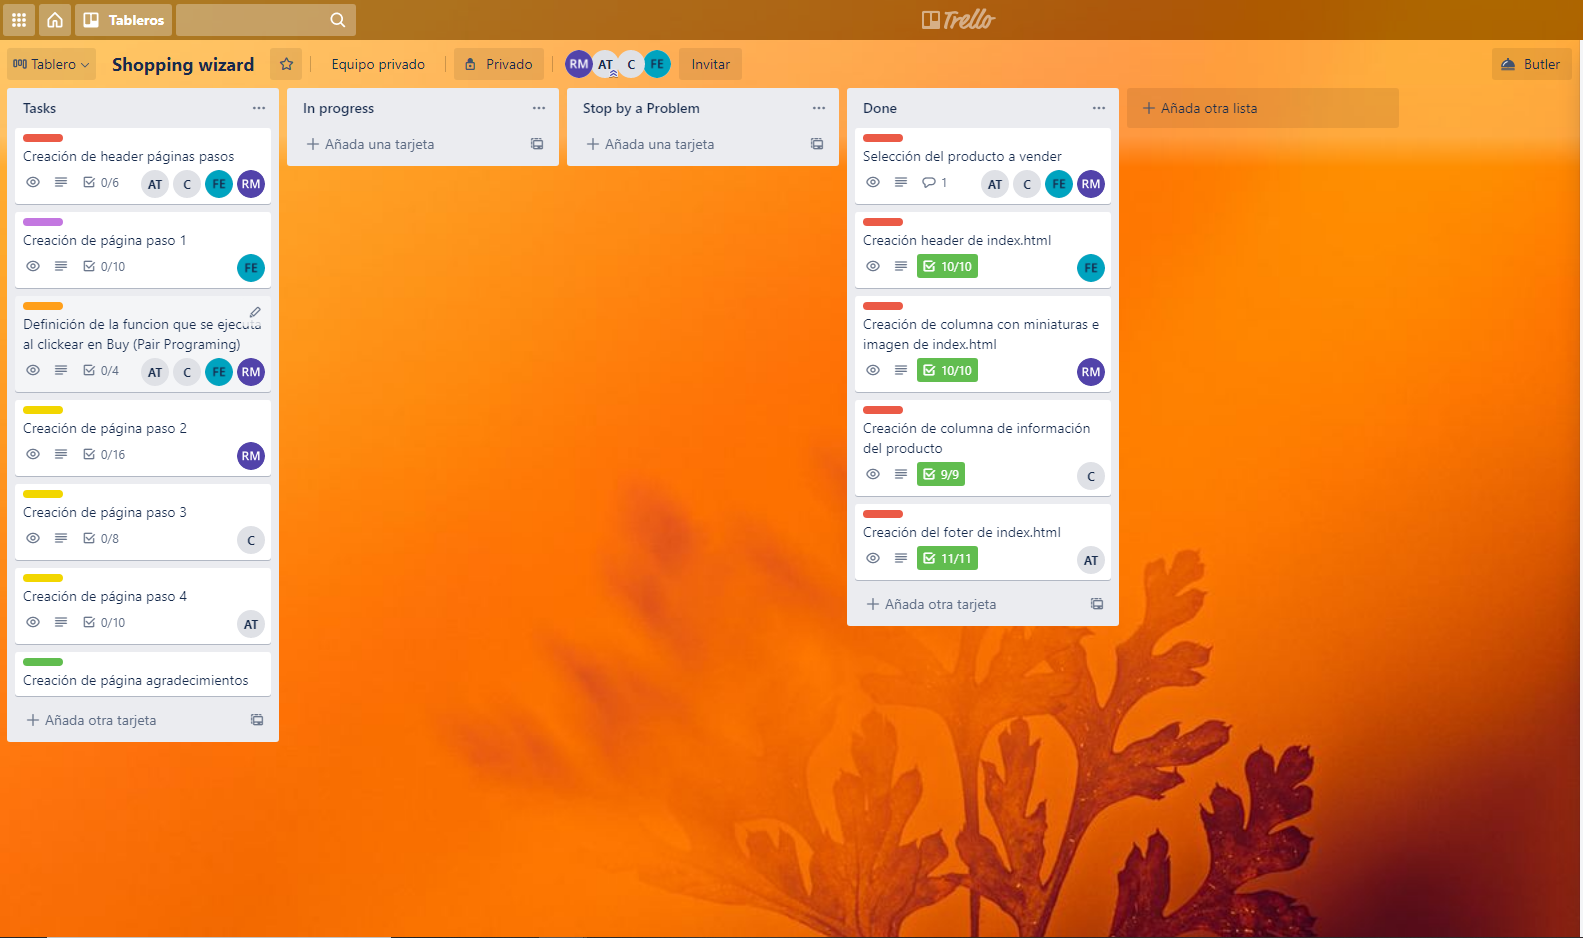 Tableros
Trello
Tablero
Shopping wizard
Equipo privado
Privado
RM
AT
C
FE
Invitar
Butler
Tasks
Creación de header páginas pasos
0/6
AT
C
FE
RM
Creación de página paso 1
0/10
FE
Definición de la funcion que se ejecuta
al clickear en Buy (Pair Programing)
0/4
AT
C
FE
RM
Creación de página paso 2
0/16
RM
Creación de página paso 3
0/8
C
Creación de página paso 4
0/10
AT
Creación de página agradecimientos
Añada otra tarjeta
In progress
Añada una tarjeta
Stop by a Problem
Añada una tarjeta
Done
Selección del producto a vender
1
AT
C
FE
RM
Creación header de index.html
10/10
FE
Creación de columna con miniaturas e
imagen de index.html
10/10
RM
Creación de columna de información
del producto
9/9
C
Creación del foter de index.html
11/11
AT
Añada otra tarjeta
Añada otra lista